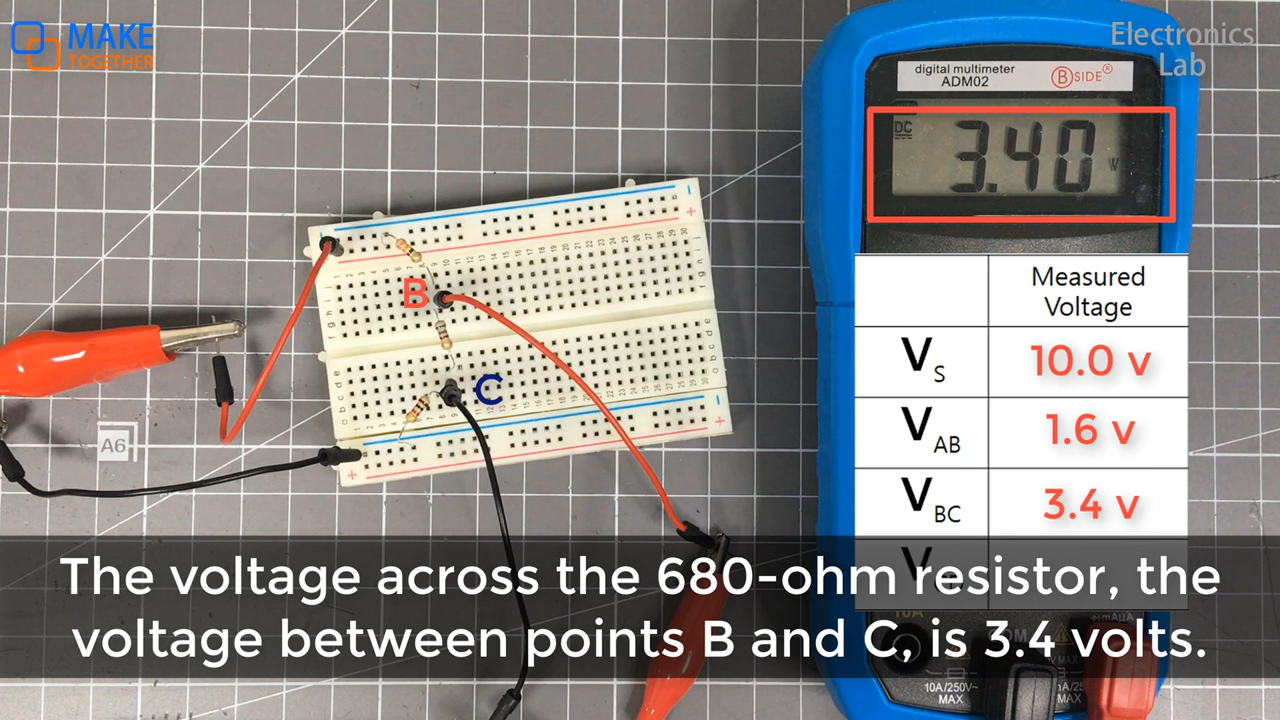 MAKE
TOGETHER
Electronics
Lab
digital multimeter
ADM02
BSIDE®
DC
3.40
Measured
Voltage
VS
10.0 v
VAB
1.6 v
VBC
3.4 v
B
C
A6
The voltage across the 680-ohm resistor, the
voltage between points B and C, is 3.4 volts.
10A/250V~
MAX
MAX